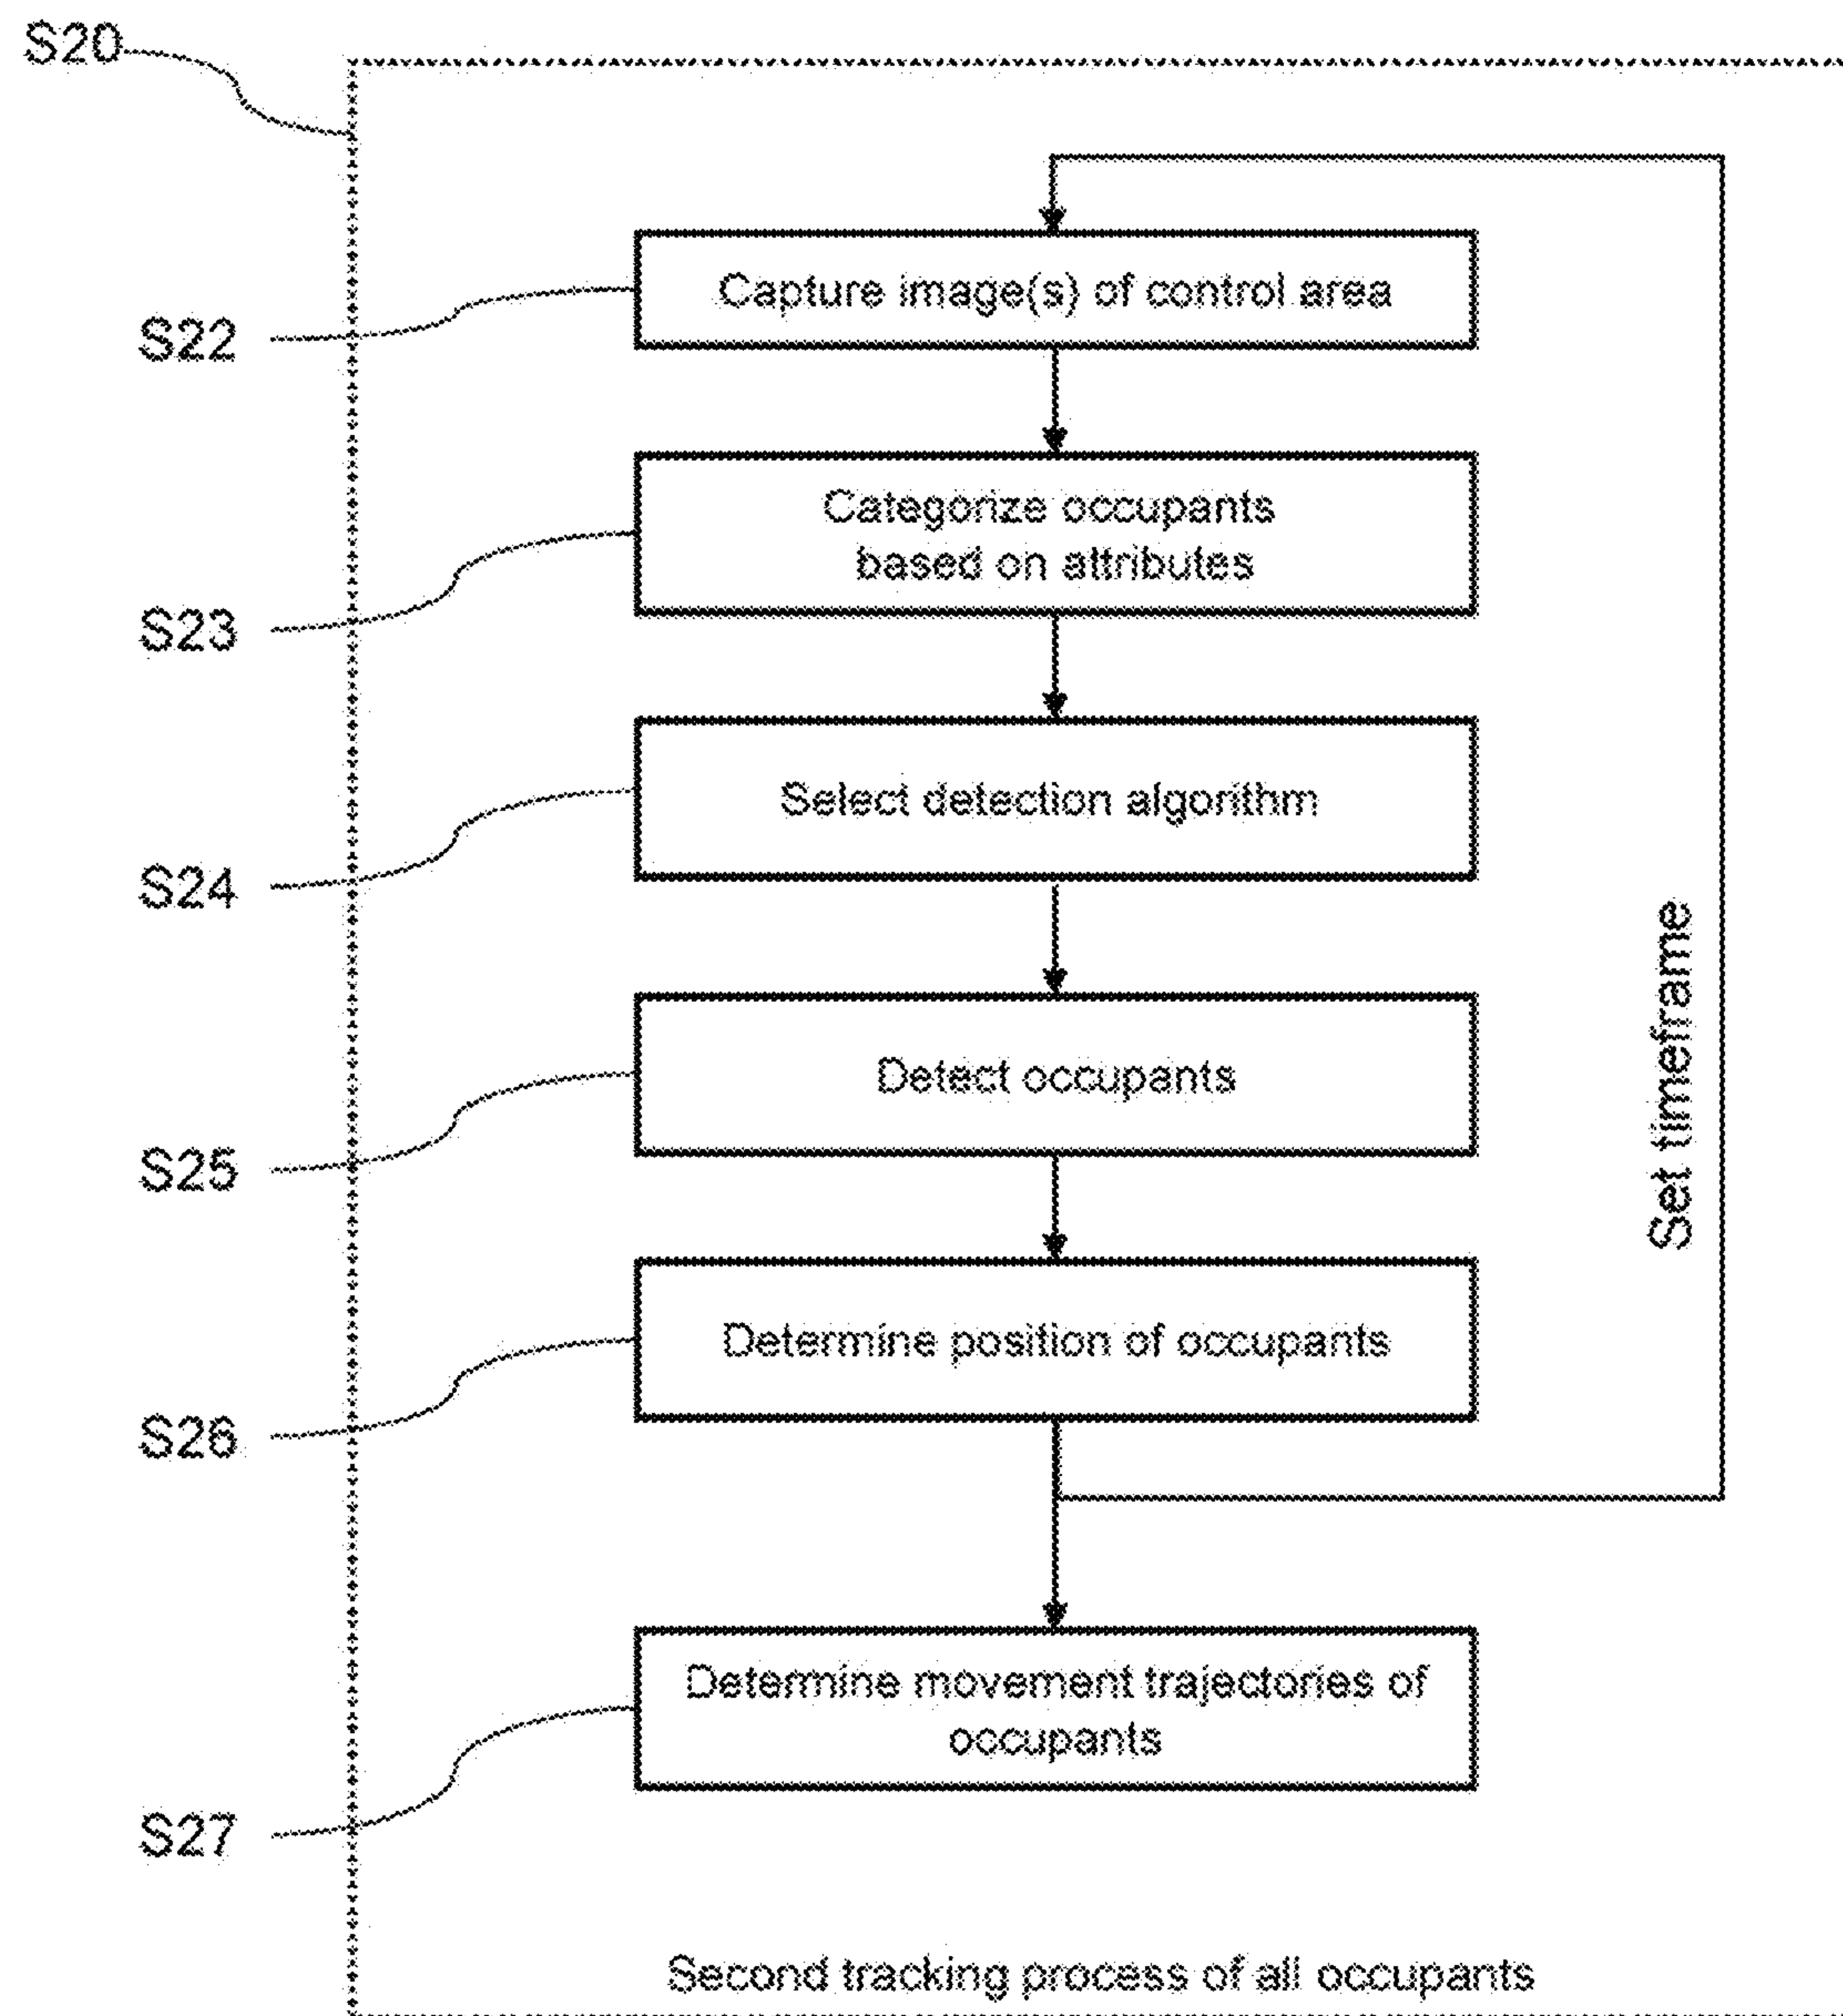 S20
S22
Capture image(s) of control area
S23
Categorize occupants
based on attributes
S24
Select detection algorithm
S25
Detect occupants
Set timeframe
S26
Determine position of occupants
S27
Determine movement trajectories of
occupants
Second tracking process of all occupants